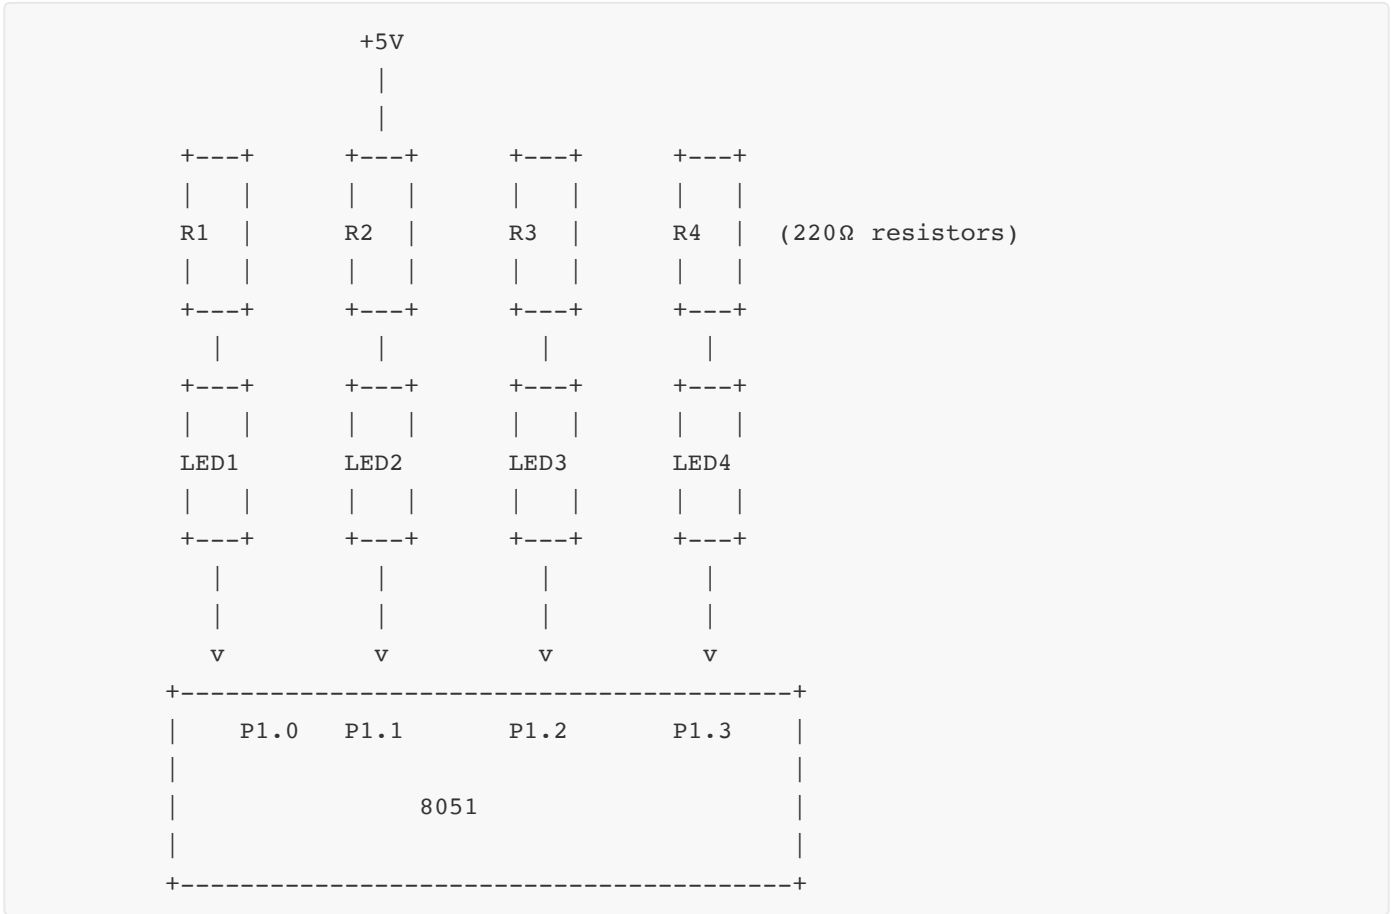 +5V
|
|
+---+ +---+ +---+ +---+
| | | | | | | |
R1 | R2 | R3 | R4 | (220Ω resistors)
| | | | | | | |
+---+ +---+ +---+ +---+
| | | |
+---+ +---+ +---+ +---+
| | | | | | | |
LED1 LED2 LED3 LED4
| | | | | | | |
+---+ +---+ +---+ +---+
| | | |
| | | |
v v v v
+-----------------------------------------+
| P1.0 P1.1 P1.2 P1.3 |
| |
| 8051 |
| |
+-----------------------------------------+